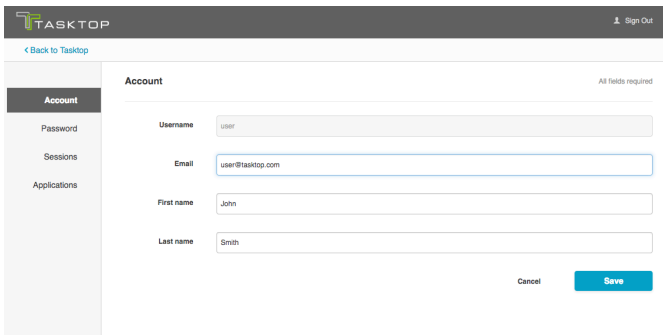 TASKTOP
Sign Out
< Back to Tasktop
Account
Password
Sessions
Applications
Account
All fields required
Username
user
Email
user@tasktop.com
First name
John
Last name
Smith
Cancel
Save